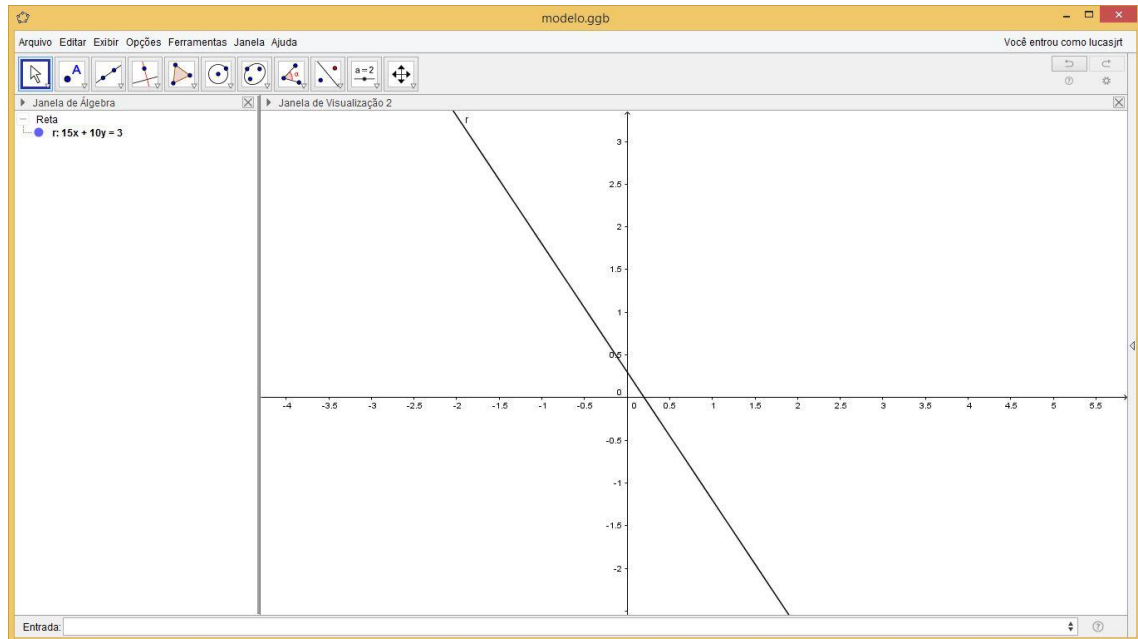 modelo.ggb
Arquivo Editar Exibir Opções Ferramentas Janela Ajuda
Você entrou como lucasjrt
A
α
a=2
Janela de Álgebra
Janela de Visualização 2
Reta
r: 15x + 10y = 3
r
3
2.5
2
1.5
1
0.5
0
-4 -3.5 -3 -2.5 -2 -1.5 -1 -0.5 0 0.5 1 1.5 2 2.5 3 3.5 4 4.5 5 5.5
-0.5
-1
-1.5
-2
Entrada: